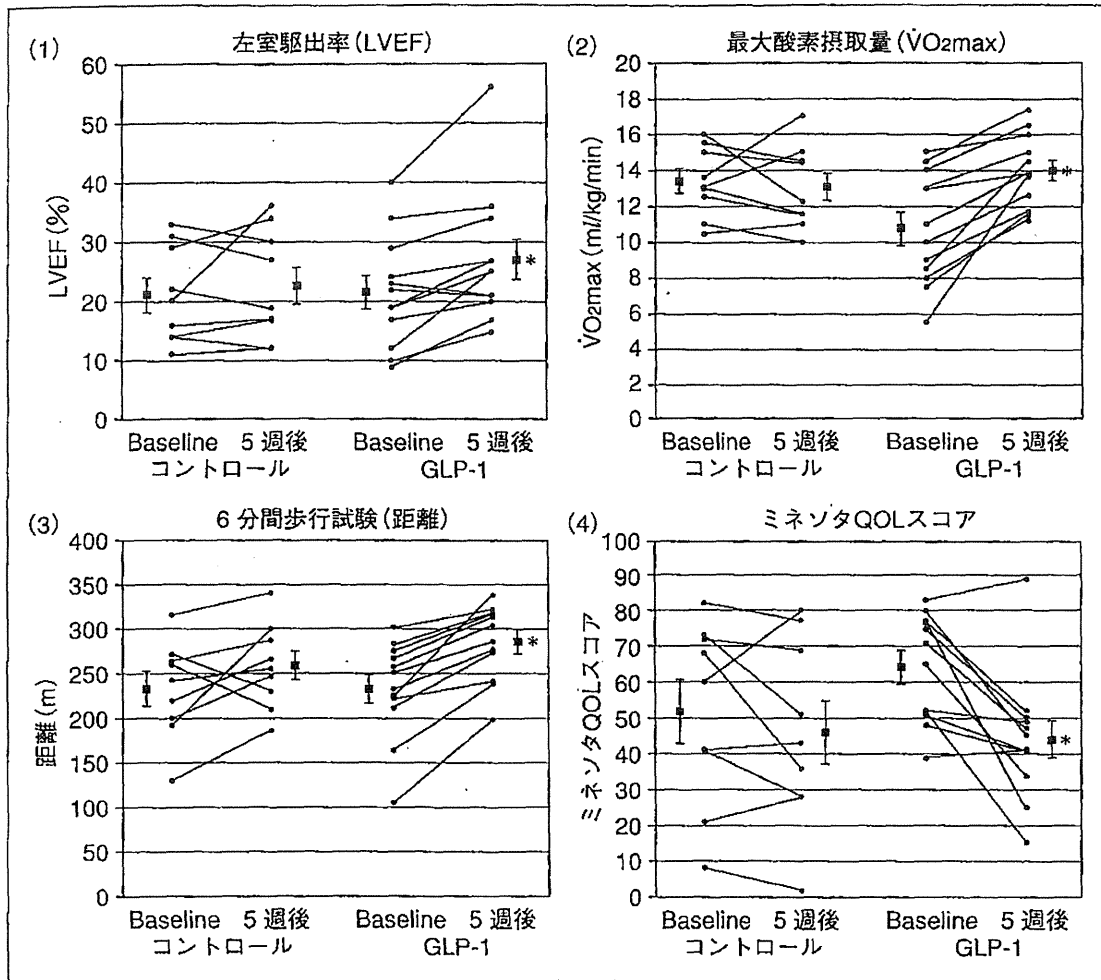 (1) 左室駆出率(LVEF)
LVEF(%)
60
50
40
30
20
10
0
Baseline 5週後 Baseline 5週後
コントロール GLP-1
(2) 最大酸素摂取量(V̇O2max)
V̇O2max(ml/kg/min)
20
18
16
14
12
10
8
6
4
2
0
Baseline 5週後 Baseline 5週後
コントロール GLP-1
(3) 6分間歩行試験(距離)
距離(m)
400
350
300
250
200
150
100
50
0
Baseline 5週後 Baseline 5週後
コントロール GLP-1
(4) ミネソタQOLスコア
ミネソタQOLスコア
100
90
80
70
60
50
40
30
20
10
0
Baseline 5週後 Baseline 5週後
コントロール GLP-1
*
*
*
*